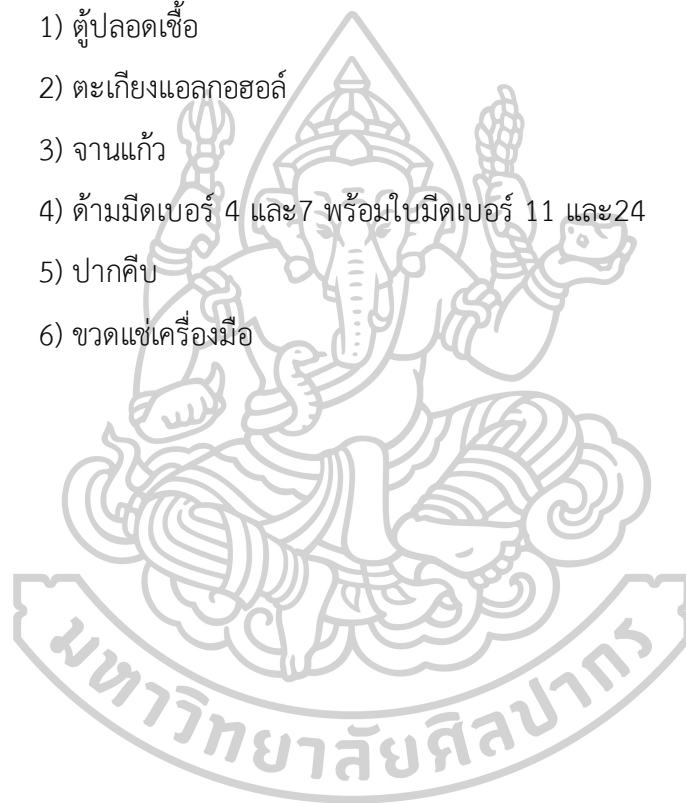 1) ตู้ปลอดเชื้อ
2) ตะเกียงแอลกอฮอล์
3) จานแก้ว
4) ด้ามมีดเบอร์ 4 และ7 พร้อมใบมีดเบอร์ 11 และ24
5) ปากคีบ
6) ขวดแช่เครื่องมือ
มหาวิทยาลัยศิลปากร